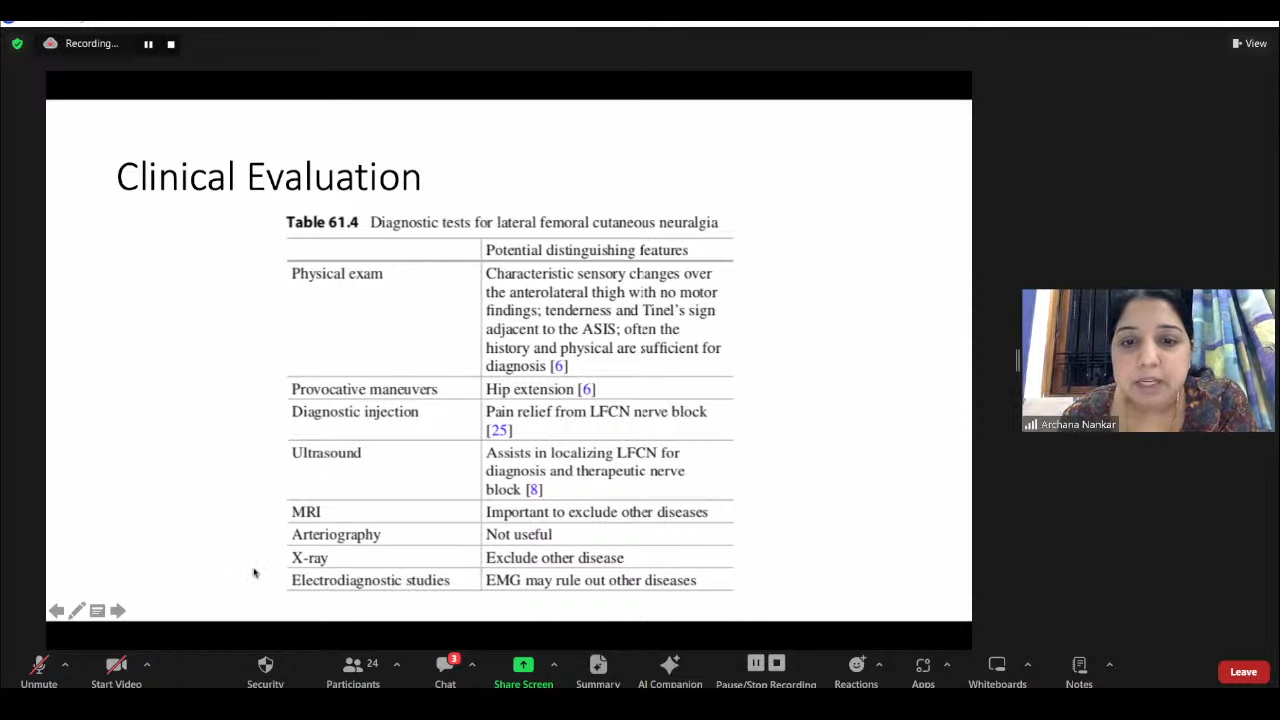 Recording...
View
Clinical Evaluation
Table 61.4 Diagnostic tests for lateral femoral cutaneous neuralgia
Potential distinguishing features
Physical exam
Characteristic sensory changes over
the anterolateral thigh with no motor
findings; tenderness and Tinel's sign
adjacent to the ASIS; often the
history and physical are sufficient for
diagnosis [6]
Provocative maneuvers
Hip extension [6]
Diagnostic injection
Pain relief from LFCN nerve block
[25]
Ultrasound
Assists in localizing LFCN for
diagnosis and therapeutic nerve
block [8]
MRI
Important to exclude other diseases
Arteriography
Not useful
X-ray
Exclude other disease
Electrodiagnostic studies
EMG may rule out other diseases
Archana Nankar
24
3
Unmute
Start Video
Security
Participants
Chat
Share Screen
Summary
AI Companion
Pause/Stop Recording
Reactions
Apps
Whiteboards
Notes
Leave